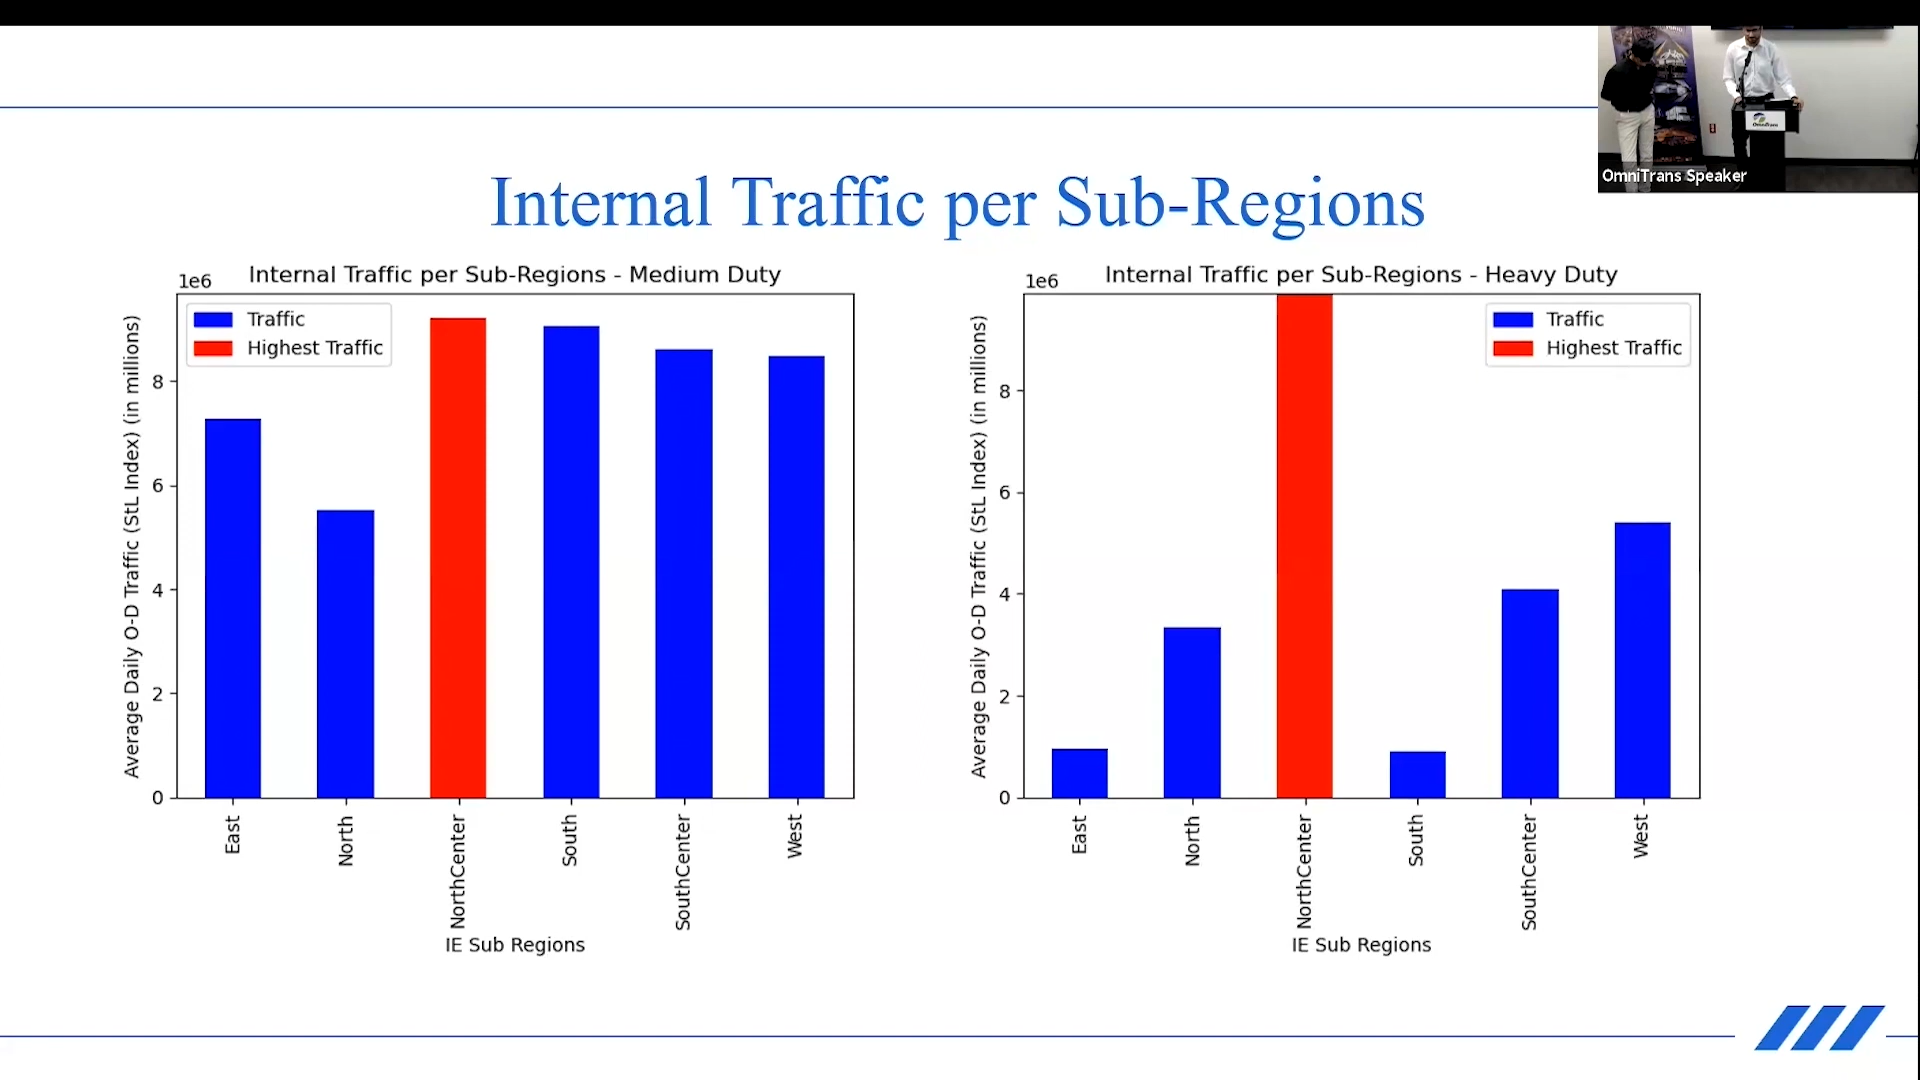 OmniTrans
OmniTrans Speaker
Internal Traffic per Sub-Regions
Internal Traffic per Sub-Regions - Medium Duty
1e6
Traffic
Highest Traffic
Average Daily O-D Traffic (StL Index) (in millions)
8
6
4
2
0
East
North
NorthCenter
South
SouthCenter
West
IE Sub Regions
Internal Traffic per Sub-Regions - Heavy Duty
1e6
Traffic
Highest Traffic
Average Daily O-D Traffic (StL Index) (in millions)
8
6
4
2
0
East
North
NorthCenter
South
SouthCenter
West
IE Sub Regions